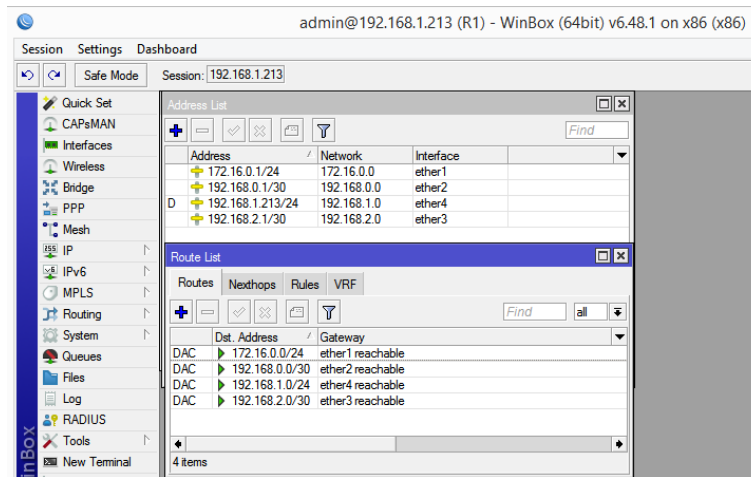 admin@192.168.1.213 (R1) - WinBox (64bit) v6.48.1 on x86 (x86)
Session Settings Dashboard
Safe Mode Session: 192.168.1.213
Quick Set
CAPsMAN
Interfaces
Wireless
Bridge
PPP
Mesh
IP
IPv6
MPLS
Routing
System
Queues
Files
Log
RADIUS
Tools
New Terminal
inBox
Address List
Find
Address Network Interface
172.16.0.1/24 172.16.0.0 ether1
192.168.0.1/30 192.168.0.0 ether2
D 192.168.1.213/24 192.168.1.0 ether4
192.168.2.1/30 192.168.2.0 ether3
Route List
Routes Nexthops Rules VRF
Find all
Dst. Address Gateway
DAC 172.16.0.0/24 ether1 reachable
DAC 192.168.0.0/30 ether2 reachable
DAC 192.168.1.0/24 ether4 reachable
DAC 192.168.2.0/30 ether3 reachable
4 items